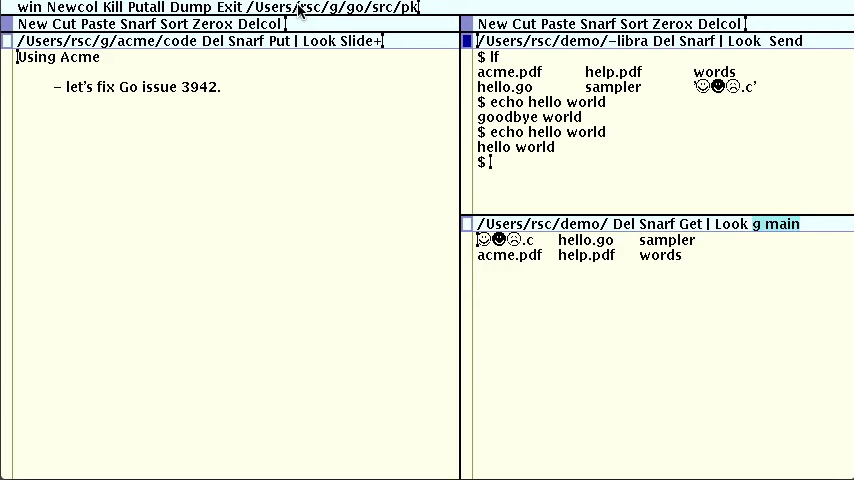 win Newcol Kill Putall Dump Exit /Users/rsc/g/go/src/pk
New Cut Paste Snarf Sort Zerox Delcol
/Users/rsc/g/acme/code Del Snarf Put | Look Slide+
Using Acme
– let's fix Go issue 3942.
New Cut Paste Snarf Sort Zerox Delcol
/Users/rsc/demo/-libra Del Snarf | Look  Send
$ lf
acme.pdf help.pdf words
hello.go sampler '☺☻☹.c'
$ echo hello world
goodbye world
$ echo hello world
hello world
$
/Users/rsc/demo/ Del Snarf Get | Look g main
☺☻☹.c hello.go sampler
acme.pdf help.pdf words